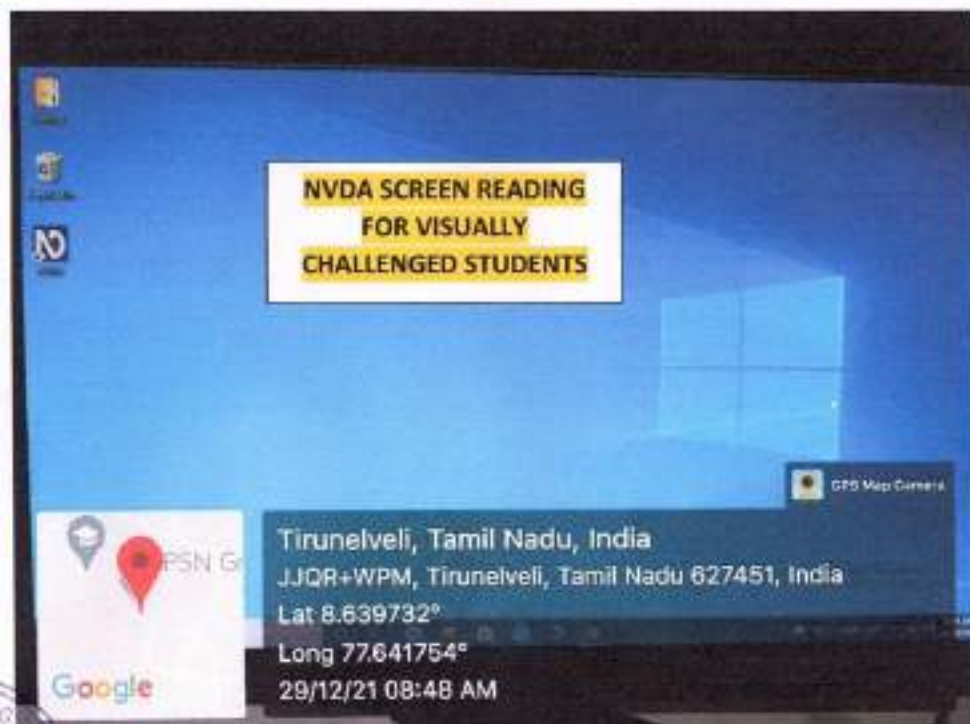 NVDA SCREEN READING
FOR VISUALLY
CHALLENGED STUDENTS
GPS Map Camera
PSN G
Tirunelveli, Tamil Nadu, India
JJQR+WPM, Tirunelveli, Tamil Nadu 627451, India
Lat 8.639732°
Long 77.641754°
29/12/21 08:48 AM
Google